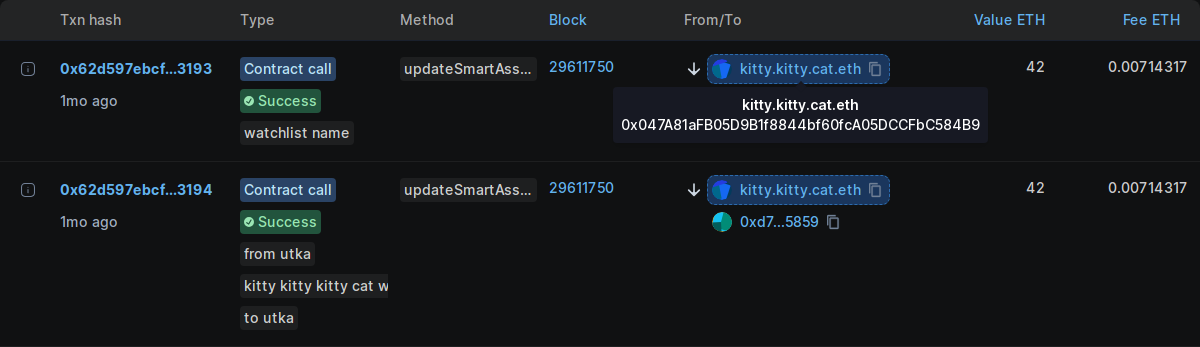 Txn hash Type Method Block From/To Value ETH Fee ETH
0x62d597ebcf...3193 Contract call updateSmartAss... 29611750 kitty.kitty.cat.eth 42 0.00714317
1mo ago Success
kitty.kitty.cat.eth
0x047A81aFB05D9B1f8844bf60fcA05DCCFbC584B9
watchlist name
0x62d597ebcf...3194 Contract call updateSmartAss... 29611750 kitty.kitty.cat.eth 42 0.00714317
1mo ago Success 0xd7...5859
from utka
kitty kitty kitty cat w
to utka